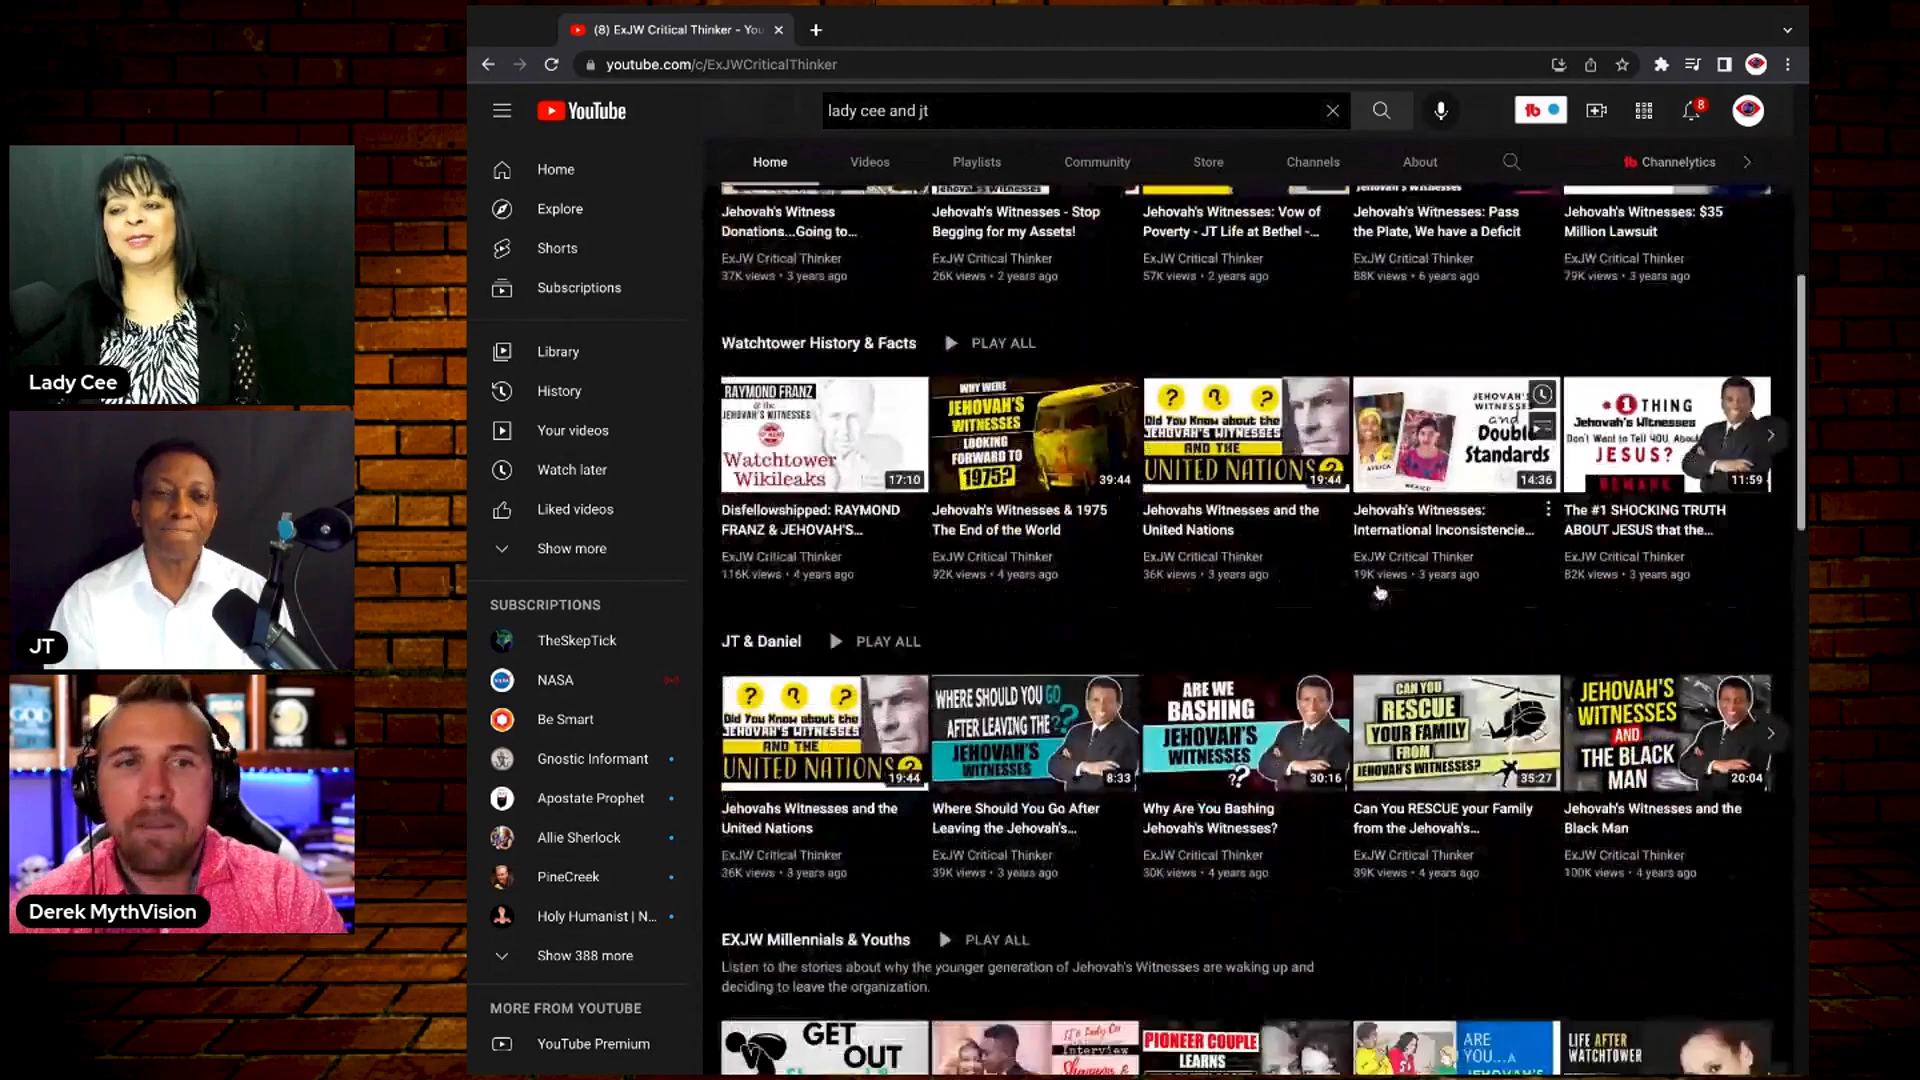 (8) ExJW Critical Thinker - You
youtube.com/c/ExJWCriticalThinker
YouTube
lady cee and jt
tb
8
Home
Videos
Playlists
Community
Store
Channels
About
tb Channelytics
Home
Explore
Shorts
Subscriptions
Library
History
Your videos
Watch later
Liked videos
Show more
SUBSCRIPTIONS
TheSkepTick
NASA
Be Smart
Gnostic Informant
Apostate Prophet
Allie Sherlock
PineCreek
Holy Humanist | N...
Show 388 more
MORE FROM YOUTUBE
YouTube Premium
Lady Cee
JT
Derek MythVision
Jehovah's Witness
Donations...Going to...
ExJW Critical Thinker
37K views • 3 years ago
Jehovah's Witnesses - Stop
Begging for my Assets!
ExJW Critical Thinker
26K views • 2 years ago
Jehovah's Witnesses: Vow of
Poverty - JT Life at Bethel -...
ExJW Critical Thinker
57K views • 2 years ago
Jehovah's Witnesses: Pass
the Plate, We have a Deficit
ExJW Critical Thinker
88K views • 6 years ago
Jehovah's Witnesses: $35
Million Lawsuit
ExJW Critical Thinker
79K views • 3 years ago
Watchtower History & Facts
PLAY ALL
RAYMOND FRANZ
& the
JEHOVAH'S WITNESSES
Watchtower
Wikileaks
17:10
Disfellowshipped: RAYMOND
FRANZ & JEHOVAH'S...
ExJW Critical Thinker
116K views • 4 years ago
WHY WERE
JEHOVAH'S
WITNESSES
LOOKING
FORWARD TO
1975?
39:44
Jehovah's Witnesses & 1975
The End of the World
ExJW Critical Thinker
92K views • 4 years ago
? ? ?
Did You Know about the
JEHOVAH'S WITNESSES
AND THE
UNITED NATIONS?
19:44
Jehovahs Witnesses and the
United Nations
ExJW Critical Thinker
36K views • 3 years ago
JEHOVAH'S
WITNESSES
and
Double
Standards
AFRICA
MEXICO
14:36
Jehovah's Witnesses:
International Inconsistencie...
ExJW Critical Thinker
19K views • 3 years ago
#1 THING
Jehovah's Witnesses
Don't Want to Tell YOU, About
JESUS?
11:59
The #1 SHOCKING TRUTH
ABOUT JESUS that the...
ExJW Critical Thinker
82K views • 3 years ago
JT & Daniel
PLAY ALL
? ? ?
Did You Know about the
JEHOVAH'S WITNESSES
AND THE
UNITED NATIONS?
19:44
Jehovahs Witnesses and the
United Nations
ExJW Critical Thinker
36K views • 3 years ago
WHERE SHOULD YOU GO
AFTER LEAVING THE??
JEHOVAH'S
WITNESSES
8:33
Where Should You Go After
Leaving the Jehovah's...
ExJW Critical Thinker
39K views • 3 years ago
ARE WE
BASHING
JEHOVAH'S
WITNESSES
??
30:16
Why Are You Bashing
Jehovah's Witnesses?
ExJW Critical Thinker
30K views • 4 years ago
CAN YOU
RESCUE
YOUR FAMILY
FROM
JEHOVAH'S WITNESSES?
35:27
Can You RESCUE your Family
from the Jehovah's...
ExJW Critical Thinker
39K views • 4 years ago
JEHOVAH'S
WITNESSES
AND
THE BLACK
MAN
20:04
Jehovah's Witnesses and the
Black Man
ExJW Critical Thinker
100K views • 4 years ago
EXJW Millennials & Youths
PLAY ALL
Listen to the stories about why the younger generation of Jehovah's Witnesses are waking up and
deciding to leave the organization.
GET
OUT
It's Lady Cee
Interview
PIONEER COUPLE
LEARNS
ARE
YOU...A
LIFE AFTER
WATCHTOWER